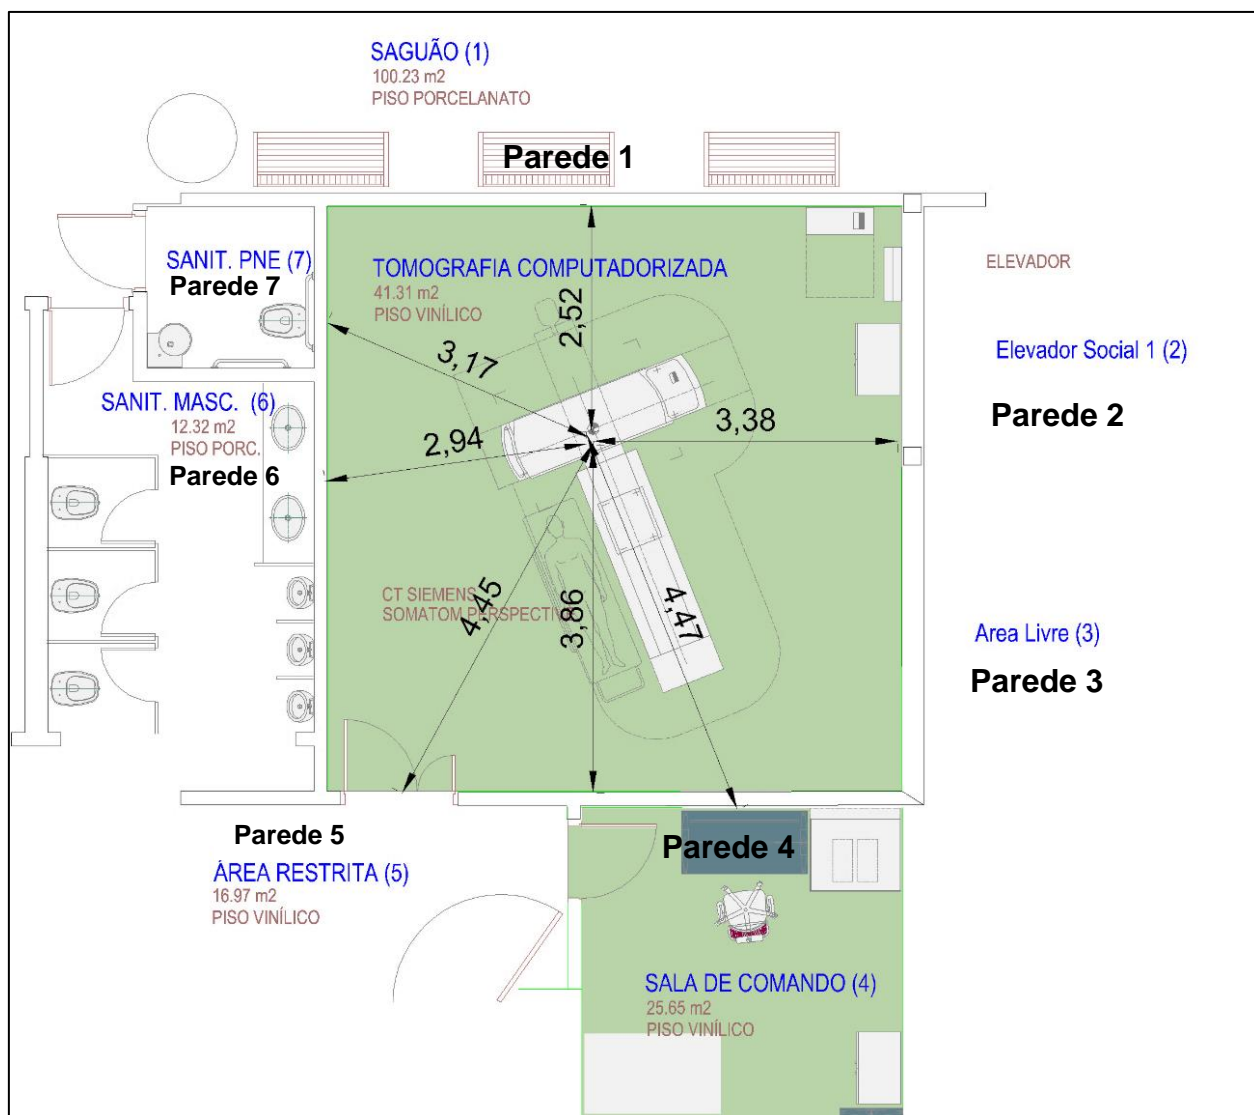 SAGUÃO (1)
100.23 m2
PISO PORCELANATO
Parede 1
SANIT. PNE (7)
Parede 7
TOMOGRAFIA COMPUTADORIZADA
41.31 m2
PISO VINÍLICO
ELEVADOR
2,52
3,17
Elevador Social 1 (2)
Parede 2
SANIT. MASC. (6)
12.32 m2
PISO PORC.
Parede 6
2,94
3,38
CT SIEMENS
SOMATOM PERSPECTIVE
4,45
3,86
4,47
Area Livre (3)
Parede 3
Parede 5
ÁREA RESTRITA (5)
16.97 m2
PISO VINÍLICO
Parede 4
SALA DE COMANDO (4)
25.65 m2
PISO VINÍLICO